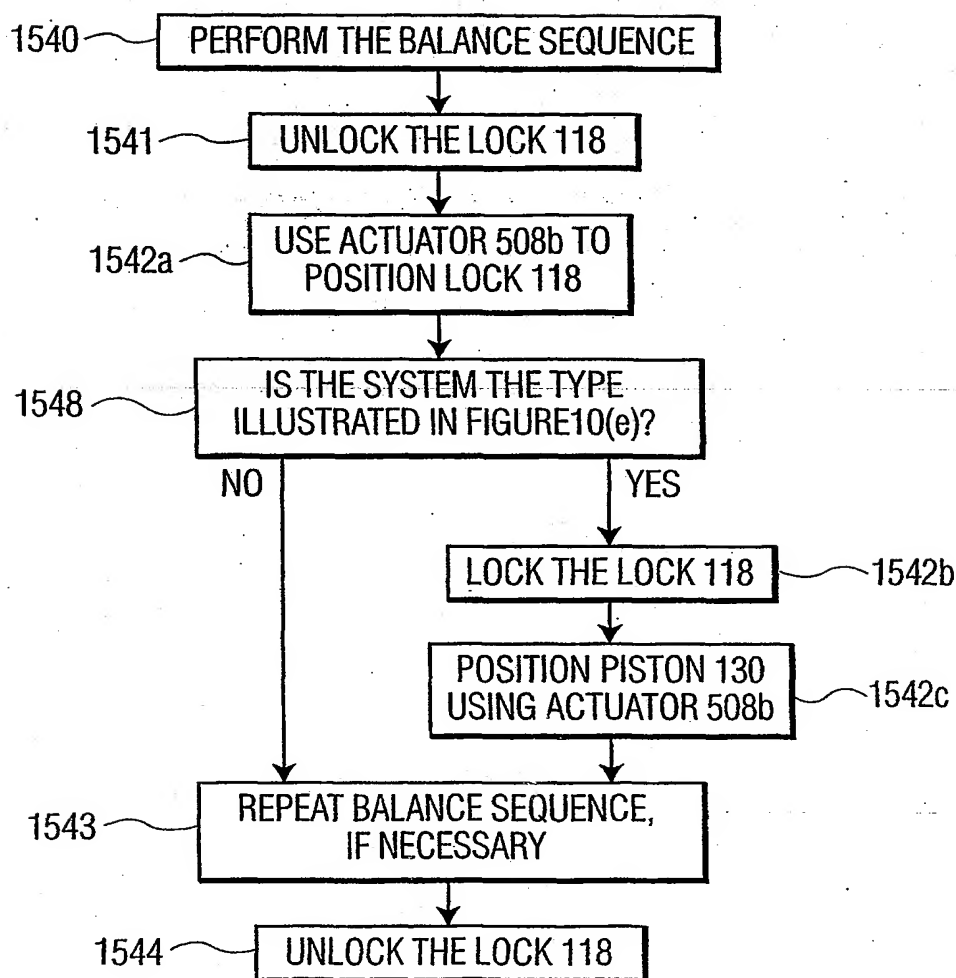 1540
PERFORM THE BALANCE SEQUENCE
1541
UNLOCK THE LOCK 118
1542a
USE ACTUATOR 508b TO
POSITION LOCK 118
1548
IS THE SYSTEM THE TYPE
ILLUSTRATED IN FIGURE10(e)?
NO
YES
LOCK THE LOCK 118
1542b
POSITION PISTON 130
USING ACTUATOR 508b
1542c
1543
REPEAT BALANCE SEQUENCE,
IF NECESSARY
1544
UNLOCK THE LOCK 118